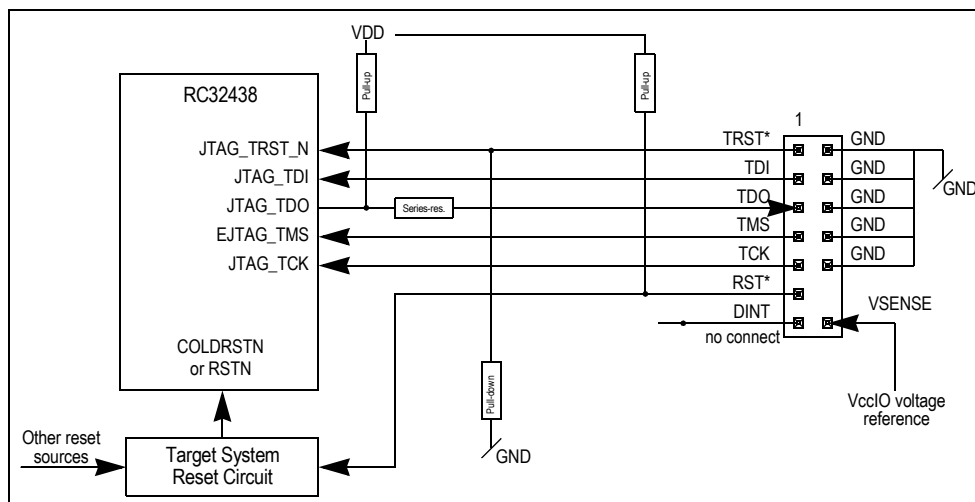 VDD
Pull-up
Pull-up
RC32438
1
JTAG_TRST_N
TRST*
GND
JTAG_TDI
TDI
GND
GND
JTAG_TDO
Series-res.
TDO
GND
EJTAG_TMS
TMS
GND
JTAG_TCK
TCK
GND
RST*
VSENSE
DINT
no connect
COLDRSTN
or RSTN
Pull-down
VccIO voltage
reference
Other reset
sources
Target System
Reset Circuit
GND